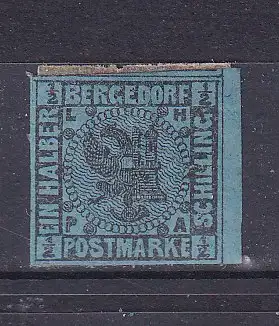 ½ BERGEDORF ½
EIN HALBER
L H
SCHILLING
P A
½ POSTMARKE ½